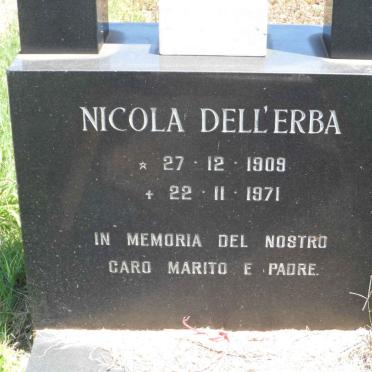 NICOLA DELL'ERBA
☆ 27 · 12 · 1909
+ 22 · 11 · 1971
IN MEMORIA DEL NOSTRO
CARO MARITO E PADRE.